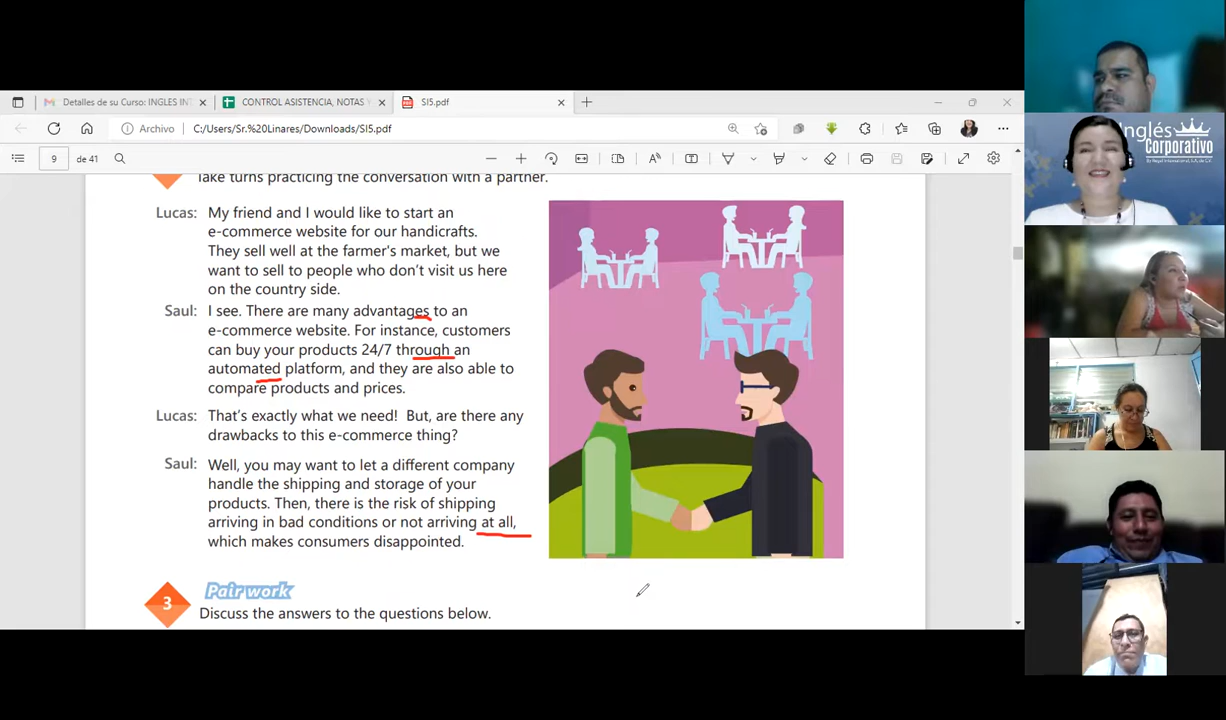 Detalles de su Curso: INGLES IN
CONTROL ASISTENCIA, NOTAS Y
SI5.pdf
Archivo
C:/Users/Sr.%20Linares/Downloads/SI5.pdf
9 de 41
Take turns practicing the conversation with a partner.
Lucas: My friend and I would like to start an
e-commerce website for our handicrafts.
They sell well at the farmer's market, but we
want to sell to people who don't visit us here
on the country side.
Saul: I see. There are many advantages to an
e-commerce website. For instance, customers
can buy your products 24/7 through an
automated platform, and they are also able to
compare products and prices.
Lucas: That's exactly what we need! But, are there any
drawbacks to this e-commerce thing?
Saul: Well, you may want to let a different company
handle the shipping and storage of your
products. Then, there is the risk of shipping
arriving in bad conditions or not arriving at all,
which makes consumers disappointed.
3 Pair work
Discuss the answers to the questions below.
Inglés
Corporativo